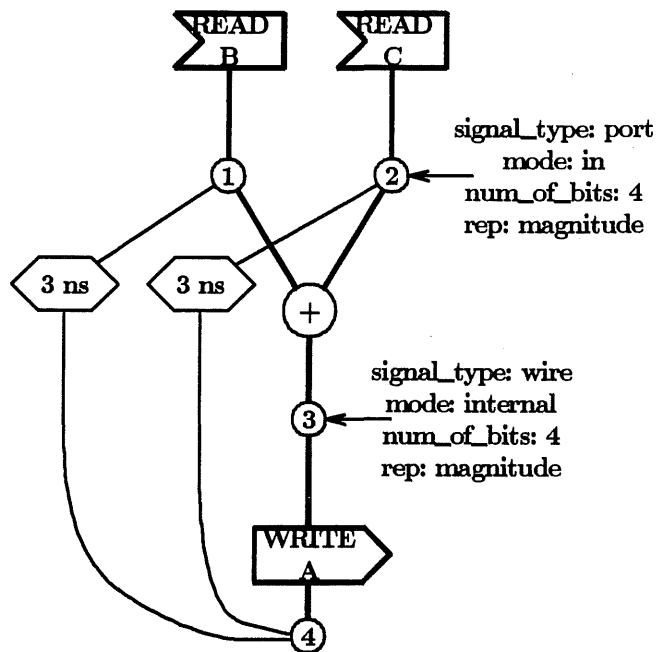 READ
B
READ
C
signal_type: port
mode: in
num_of_bits: 4
rep: magnitude
1
2
3 ns
3 ns
+
signal_type: wire
mode: internal
num_of_bits: 4
rep: magnitude
3
WRITE
A
4